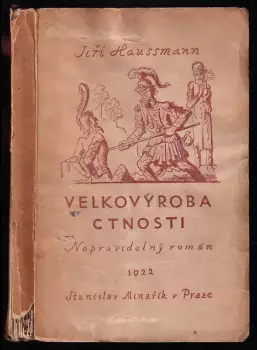 Jiří Haussmann
VELKOVÝROBA
CTNOSTI
Nepravidelný román
1922
Stanislav Minařík v Praze